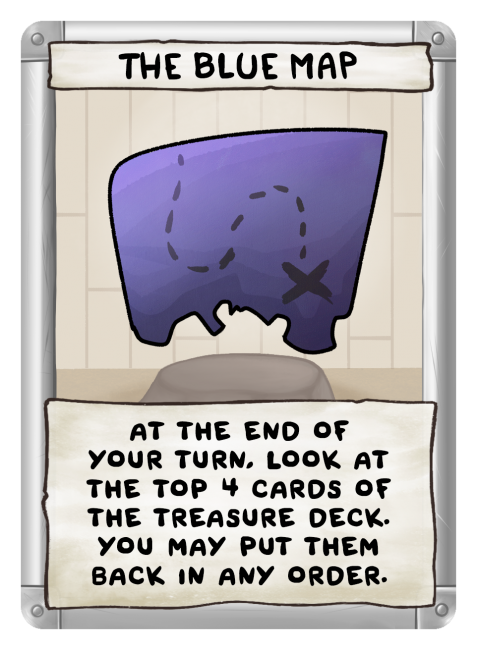 THE BLUE MAP
AT THE END OF
YOUR TURN, LOOK AT
THE TOP 4 CARDS OF
THE TREASURE DECK.
YOU MAY PUT THEM
BACK IN ANY ORDER.